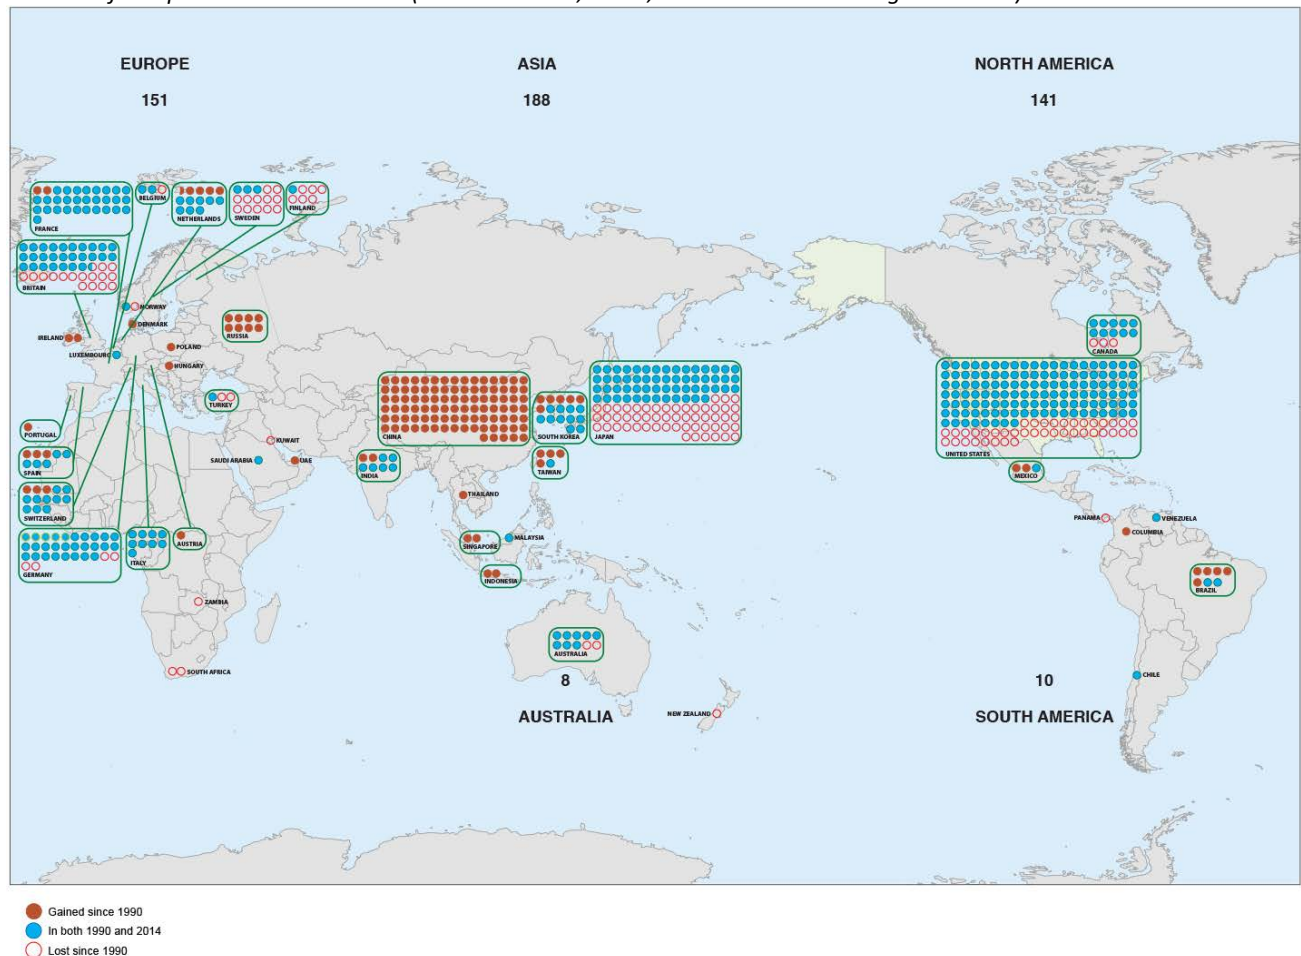 EUROPE
151
ASIA
188
NORTH AMERICA
141
FRANCE
BELGIUM
NETHERLANDS
SWEDEN
FINLAND
BRITAIN
NORWAY
DENMARK
IRELAND
LUXEMBOURG
POLAND
HUNGARY
RUSSIA
TURKEY
PORTUGAL
SPAIN
SWITZERLAND
GERMANY
ITALY
AUSTRIA
KUWAIT
SAUDI ARABIA
UAE
CHINA
SOUTH KOREA
JAPAN
INDIA
TAIWAN
THAILAND
SINGAPORE
MALAYSIA
INDONESIA
ZAMBIA
SOUTH AFRICA
AUSTRALIA
8
AUSTRALIA
NEW ZEALAND
CANADA
UNITED STATES
MEXICO
PANAMA
VENEZUELA
COLUMBIA
BRAZIL
CHILE
10
SOUTH AMERICA
Gained since 1990
In both 1990 and 2014
Lost since 1990